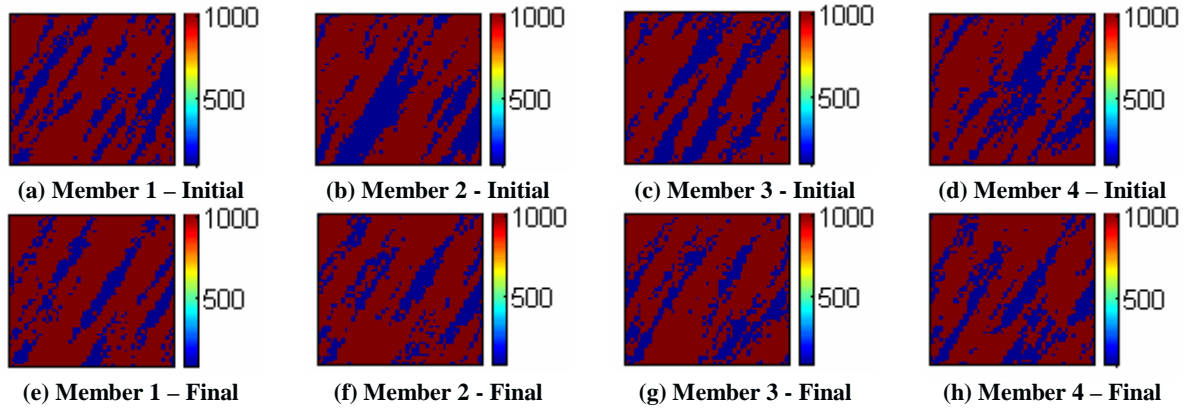 1000 1000 1000 1000
500 500 500 500
(a) Member 1 – Initial (b) Member 2 - Initial (c) Member 3 - Initial (d) Member 4 – Initial
1000 1000 1000 1000
500 500 500 500
(e) Member 1 – Final (f) Member 2 - Final (g) Member 3 - Final (h) Member 4 – Final